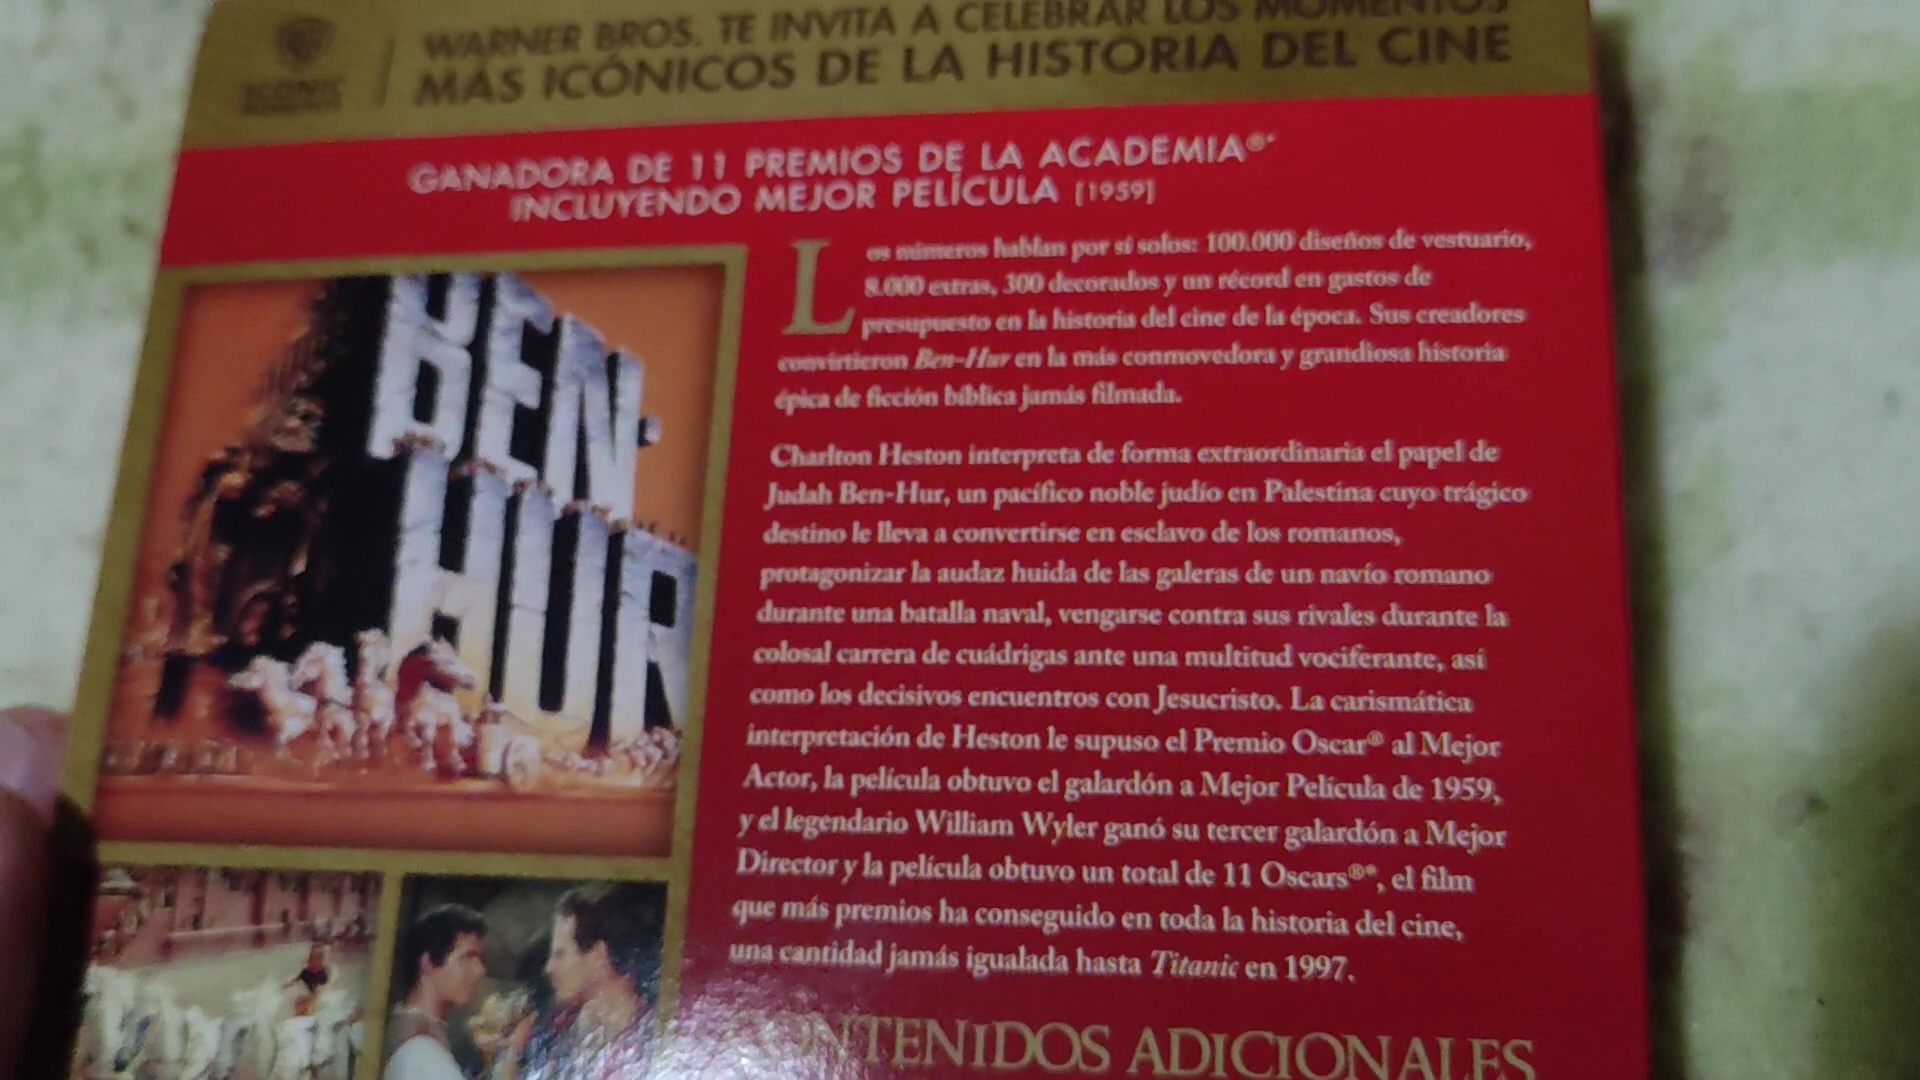 WARNER BROS. TE INVITA A CELEBRAR LOS MOMENTOS
MÁS ICÓNICOS DE LA HISTORIA DEL CINE
ICONIC
GANADORA DE 11 PREMIOS DE LA ACADEMIA®*
INCLUYENDO MEJOR PELÍCULA [1959]
BEN-
HUR
Los números hablan por sí solos: 100.000 diseños de vestuario,
8.000 extras, 300 decorados y un récord en gastos de
presupuesto en la historia del cine de la época. Sus creadores
convirtieron Ben-Hur en la más conmovedora y grandiosa historia
épica de ficción bíblica jamás filmada.
Charlton Heston interpreta de forma extraordinaria el papel de
Judah Ben-Hur, un pacífico noble judío en Palestina cuyo trágico
destino le lleva a convertirse en esclavo de los romanos,
protagonizar la audaz huida de las galeras de un navío romano
durante una batalla naval, vengarse contra sus rivales durante la
colosal carrera de cuádrigas ante una multitud vociferante, así
como los decisivos encuentros con Jesucristo. La carismática
interpretación de Heston le supuso el Premio Oscar® al Mejor
Actor, la película obtuvo el galardón a Mejor Película de 1959,
y el legendario William Wyler ganó su tercer galardón a Mejor
Director y la película obtuvo un total de 11 Oscars®*, el film
que más premios ha conseguido en toda la historia del cine,
una cantidad jamás igualada hasta Titanic en 1997.
CONTENIDOS ADICIONALES